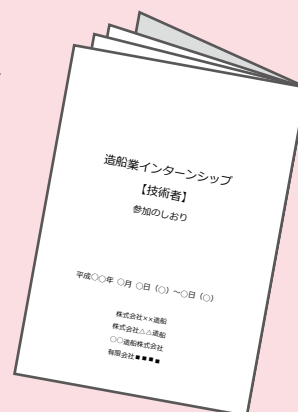 造船業インターンシップ
【技術者】
参加のしおり
平成○○年 ○月 ○日（○）～○日（○）
株式会社××造船
株式会社△△造船
○○造船株式会社
有限会社■■■■